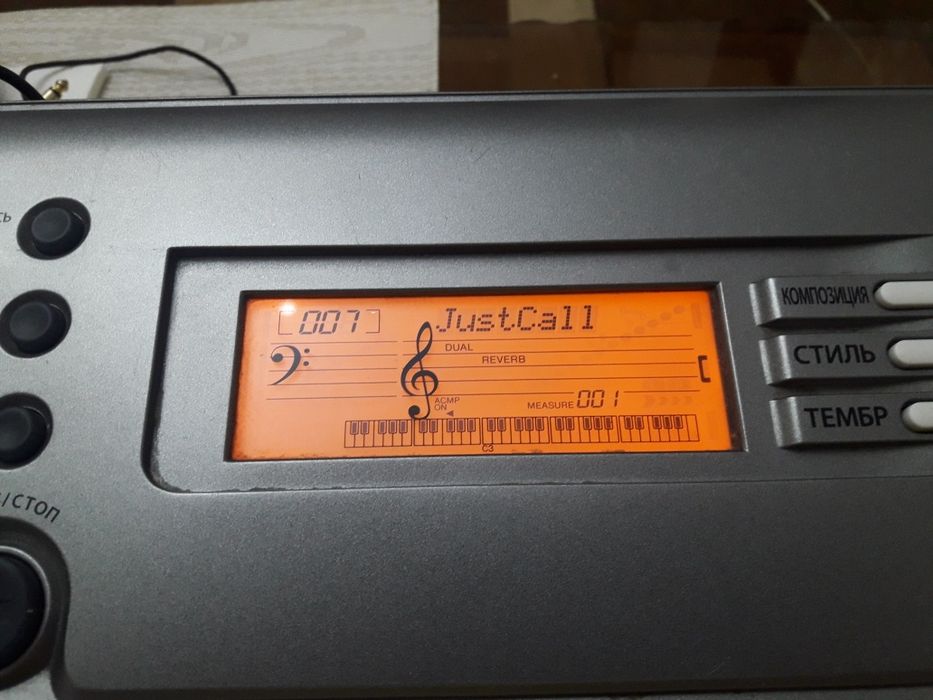 007 JustCall
DUAL
REVERB
ACMP
ON
MEASURE 001
C3
КОМПОЗИЦИЯ
СТИЛЬ
ТЕМБР
/СТОП